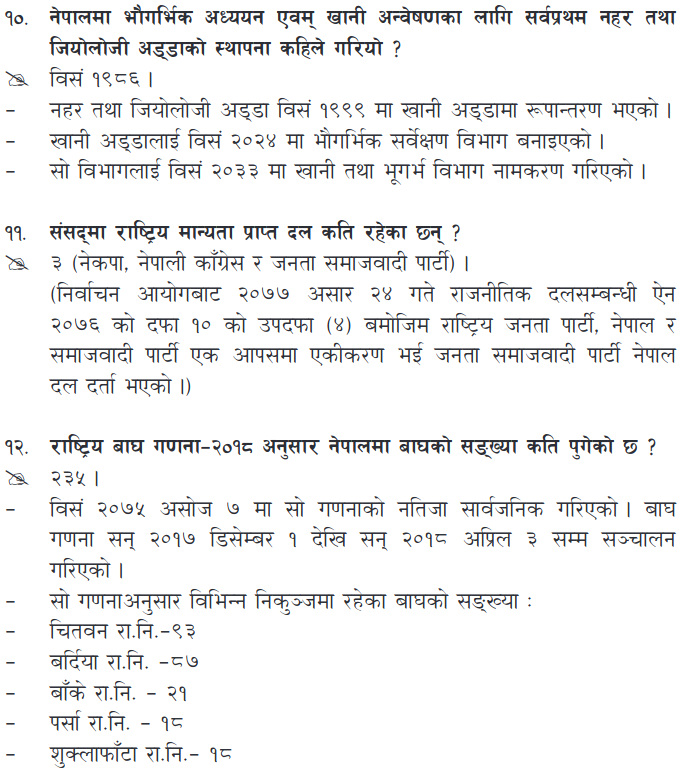 १०. नेपालमा भौगर्भिक अध्ययन एवम् खानी अन्वेषणका लागि सर्वप्रथम नहर तथा
जियोलोजी अड्डाको स्थापना कहिले गरियो ?
विसं १९८६ ।
– नहर तथा जियोलोजी अड्डा विसं १९९९ मा खानी अड्डामा रूपान्तरण भएको ।
– खानी अड्डालाई विसं २०२४ मा भौगर्भिक सर्वेक्षण विभाग बनाइएको ।
– सो विभागलाई विसं २०३३ मा खानी तथा भूगर्भ विभाग नामकरण गरिएको ।
११. संसद्मा राष्ट्रिय मान्यता प्राप्त दल कति रहेका छन् ?
३ (नेकपा, नेपाली काँग्रेस र जनता समाजवादी पार्टी) ।
(निर्वाचन आयोगबाट २०७७ असार २४ गते राजनीतिक दलसम्बन्धी ऐन
२०७६ को दफा १० को उपदफा (४) बमोजिम राष्ट्रिय जनता पार्टी, नेपाल र
समाजवादी पार्टी एक आपसमा एकीकरण भई जनता समाजवादी पार्टी नेपाल
दल दर्ता भएको ।)
१२. राष्ट्रिय बाघ गणना–२०१८ अनुसार नेपालमा बाघको सङ्ख्या कति पुगेको छ ?
२३५ ।
– विसं २०७५ असोज ७ मा सो गणनाको नतिजा सार्वजनिक गरिएको । बाघ
गणना सन् २०१७ डिसेम्बर १ देखि सन् २०१८ अप्रिल ३ सम्म सञ्चालन
गरिएको ।
– सो गणनाअनुसार विभिन्न निकुञ्जमा रहेका बाघको सङ्ख्या :
– चितवन रा.नि.–९३
– बर्दिया रा.नि. –८७
– बाँके रा.नि. – २१
– पर्सा रा.नि. – १८
– शुक्लाफाँटा रा.नि.– १८